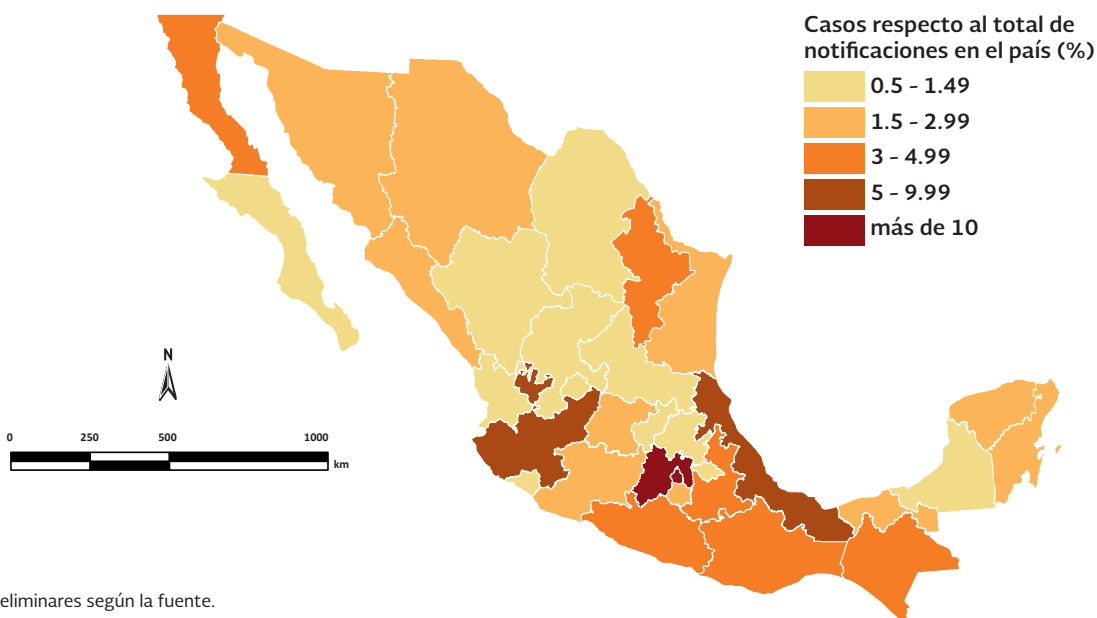 Casos respecto al total de
notificaciones en el país (%)
0.5 - 1.49
1.5 - 2.99
3 - 4.99
5 - 9.99
más de 10
N
0 250 500 1000
km
eliminares según la fuente.